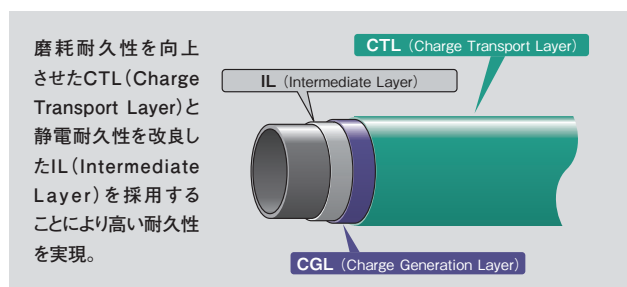 磨耗耐久性を向上
させたCTL(Charge
Transport Layer)と
静電耐久性を改良し
たIL(Intermediate
Layer)を採用する
ことにより高い耐久性
を実現。
CTL(Charge Transport Layer)
IL(Intermediate Layer)
CGL(Charge Generation Layer)